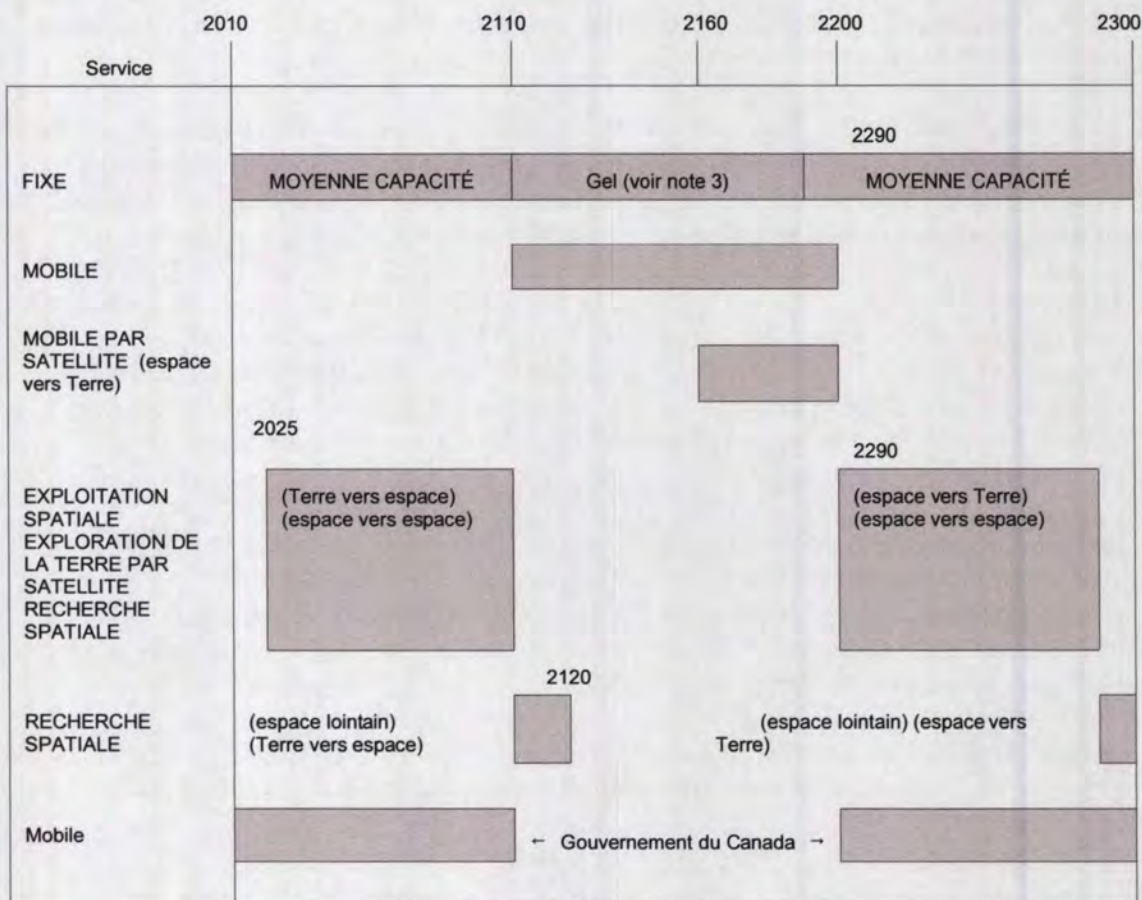 2010 2110 2160 2200 2300
Service
2290
FIXE MOYENNE CAPACITÉ Gel (voir note 3) MOYENNE CAPACITÉ
MOBILE
MOBILE PAR
SATELLITE (espace
vers Terre)
2025
2290
EXPLOITATION (Terre vers espace) (espace vers Terre)
SPATIALE (espace vers espace) (espace vers espace)
EXPLORATION DE
LA TERRE PAR
SATELLITE
RECHERCHE
SPATIALE
2120
RECHERCHE (espace lointain) (espace lointain) (espace vers
SPATIALE (Terre vers espace) Terre)
Mobile ← Gouvernement du Canada →